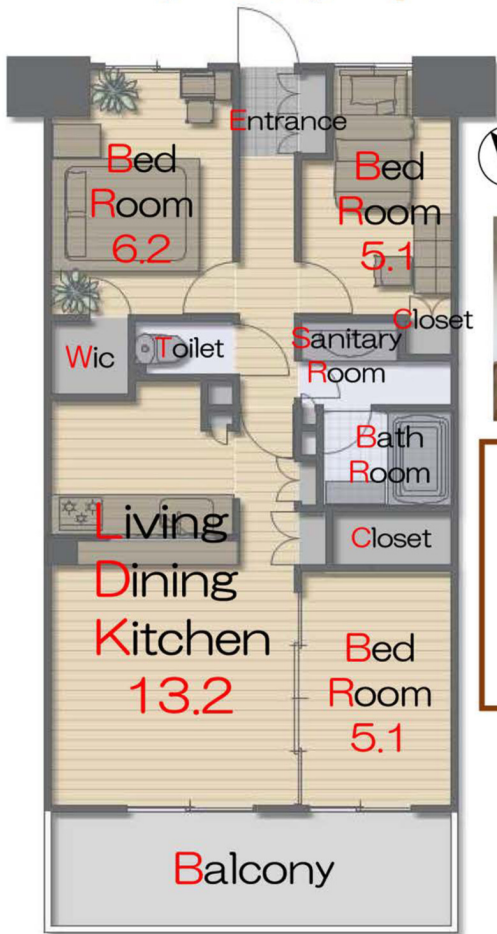 Entrance
Bed
Room
6.2
Bed
Room
5.1
Closet
Wic
Toilet
Sanitary
Room
Bath
Room
Closet
Living
Dining
Kitchen
13.2
Bed
Room
5.1
Balcony